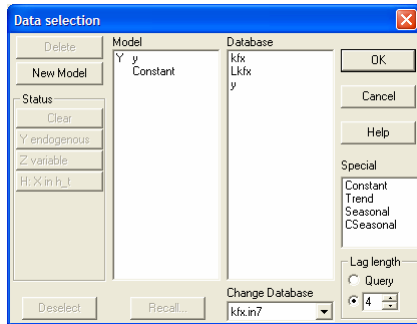 Data selection
Delete
New Model
Status
Clear
Y endogenous
Z variable
H: X in h_t
Deselect
Model
Y y
Constant
Recall...
Database
kfx
Lkfx
y
Change Database
kfx.in7
OK
Cancel
Help
Special
Constant
Trend
Seasonal
CSeasonal
Lag length
Query
4